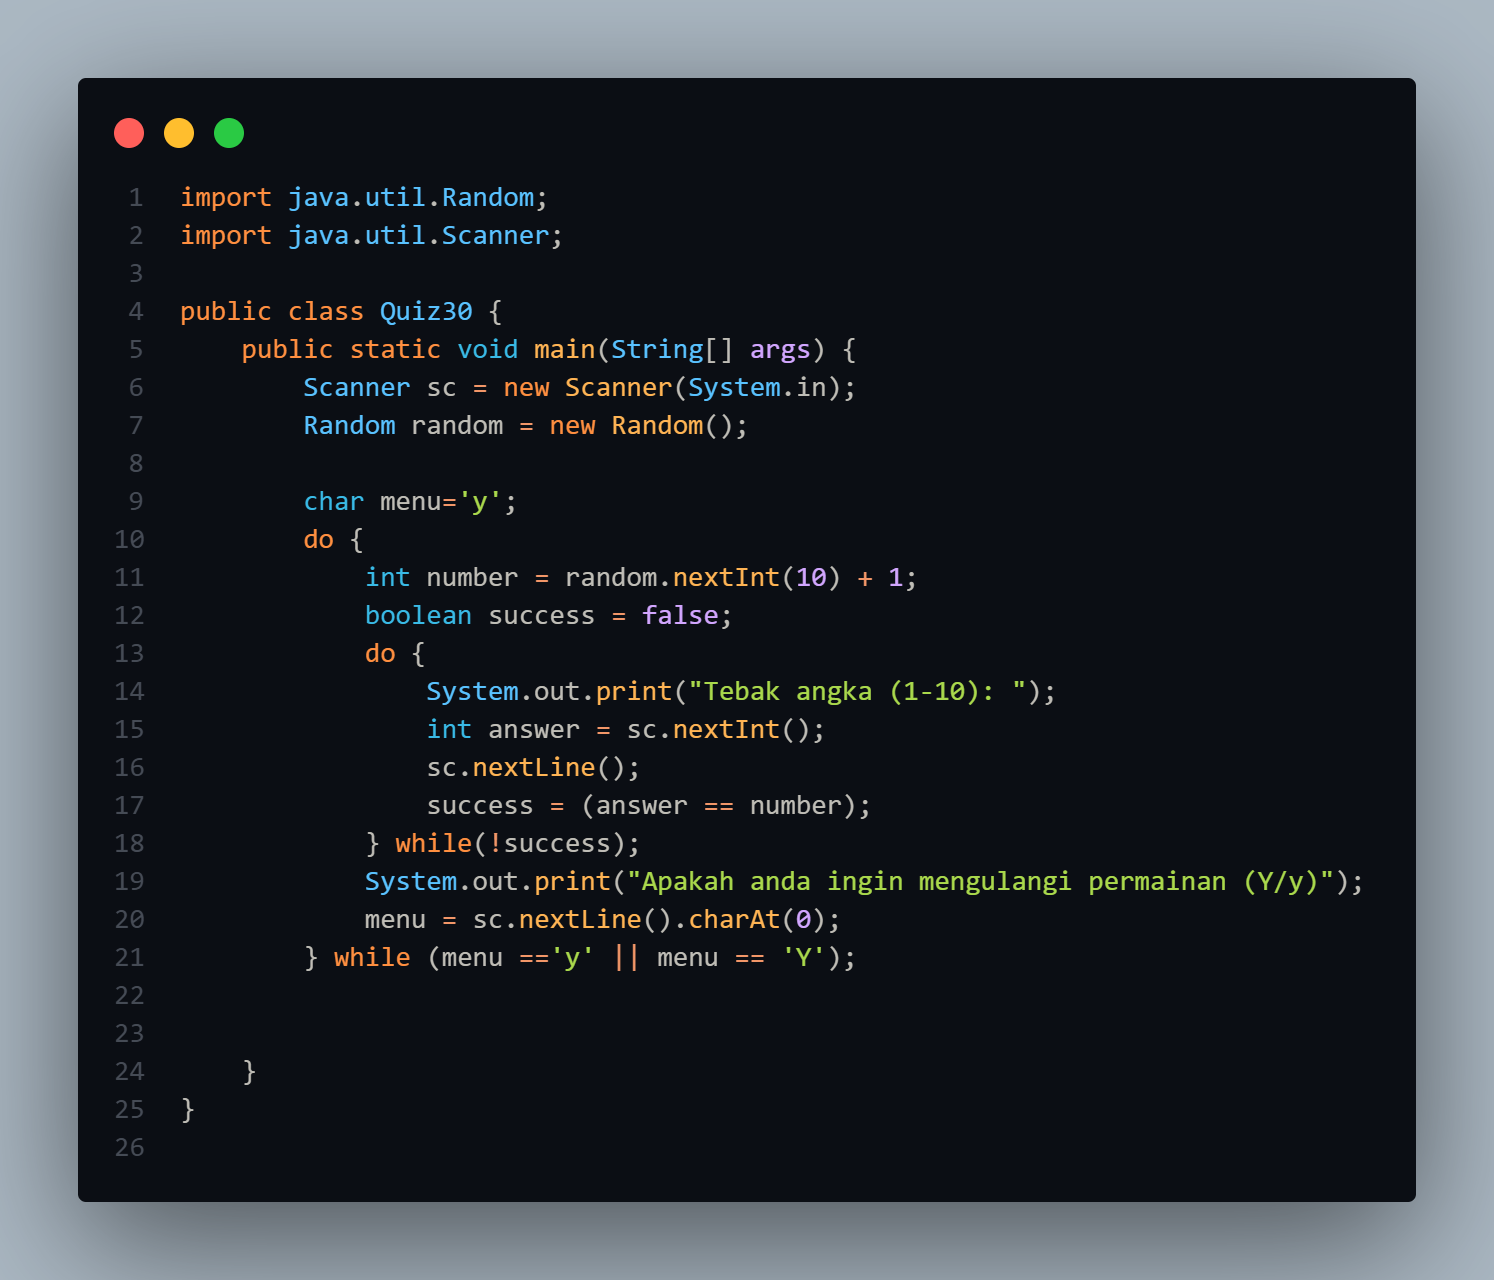 1 import java.util.Random;
2 import java.util.Scanner;
3
4 public class Quiz30 {
5     public static void main(String[] args) {
6         Scanner sc = new Scanner(System.in);
7         Random random = new Random();
8
9         char menu='y';
10         do {
11             int number = random.nextInt(10) + 1;
12             boolean success = false;
13             do {
14                 System.out.print("Tebak angka (1-10): ");
15                 int answer = sc.nextInt();
16                 sc.nextLine();
17                 success = (answer == number);
18             } while(!success);
19             System.out.print("Apakah anda ingin mengulangi permainan (Y/y)");
20             menu = sc.nextLine().charAt(0);
21         } while (menu =='y' || menu == 'Y');
22
23
24     }
25 }
26